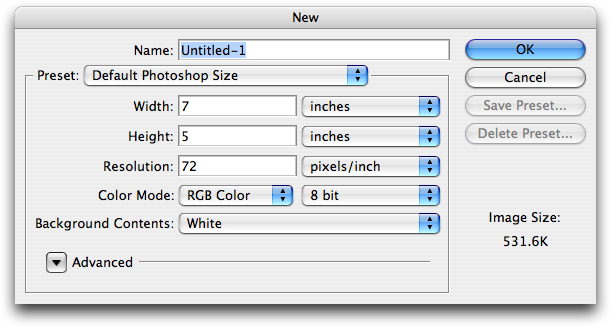 New
Name: Untitled-1
OK
Preset: Default Photoshop Size
Cancel
Width: 7 inches
Save Preset...
Height: 5 inches
Delete Preset...
Resolution: 72 pixels/inch
Color Mode: RGB Color 8 bit
Background Contents: White
Image Size:
531.6K
Advanced